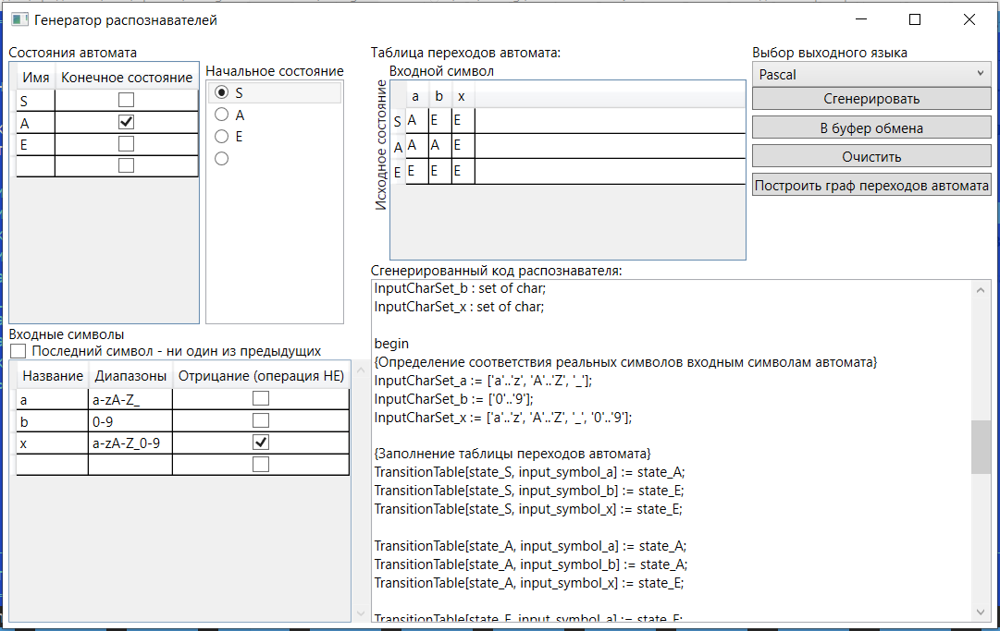 Генератор распознавателей
Состояния автомата
Имя Конечное состояние
S
A
E
Начальное состояние
S
A
E
Таблица переходов автомата:
Входной символ
Исходное состояние
a b x
S A E E
A A A E
E E E E
Выбор выходного языка
Pascal
Сгенерировать
В буфер обмена
Очистить
Построить граф переходов автомата
Входные символы
Последний символ - ни один из предыдущих
Название Диапазоны Отрицание (операция НЕ)
a a-zA-Z_
b 0-9
x a-zA-Z_0-9
Сгенерированный код распознавателя:
InputCharSet_b : set of char;
InputCharSet_x : set of char;
begin
{Определение соответствия реальных символов входным символам автомата}
InputCharSet_a := ['a'..'z', 'A'..'Z', '_'];
InputCharSet_b := ['0'..'9'];
InputCharSet_x := ['a'..'z', 'A'..'Z', '_', '0'..'9'];
{Заполнение таблицы переходов автомата}
TransitionTable[state_S, input_symbol_a] := state_A;
TransitionTable[state_S, input_symbol_b] := state_E;
TransitionTable[state_S, input_symbol_x] := state_E;
TransitionTable[state_A, input_symbol_a] := state_A;
TransitionTable[state_A, input_symbol_b] := state_A;
TransitionTable[state_A, input_symbol_x] := state_E;
TransitionTable[state_E, input_symbol_a] := state_E;